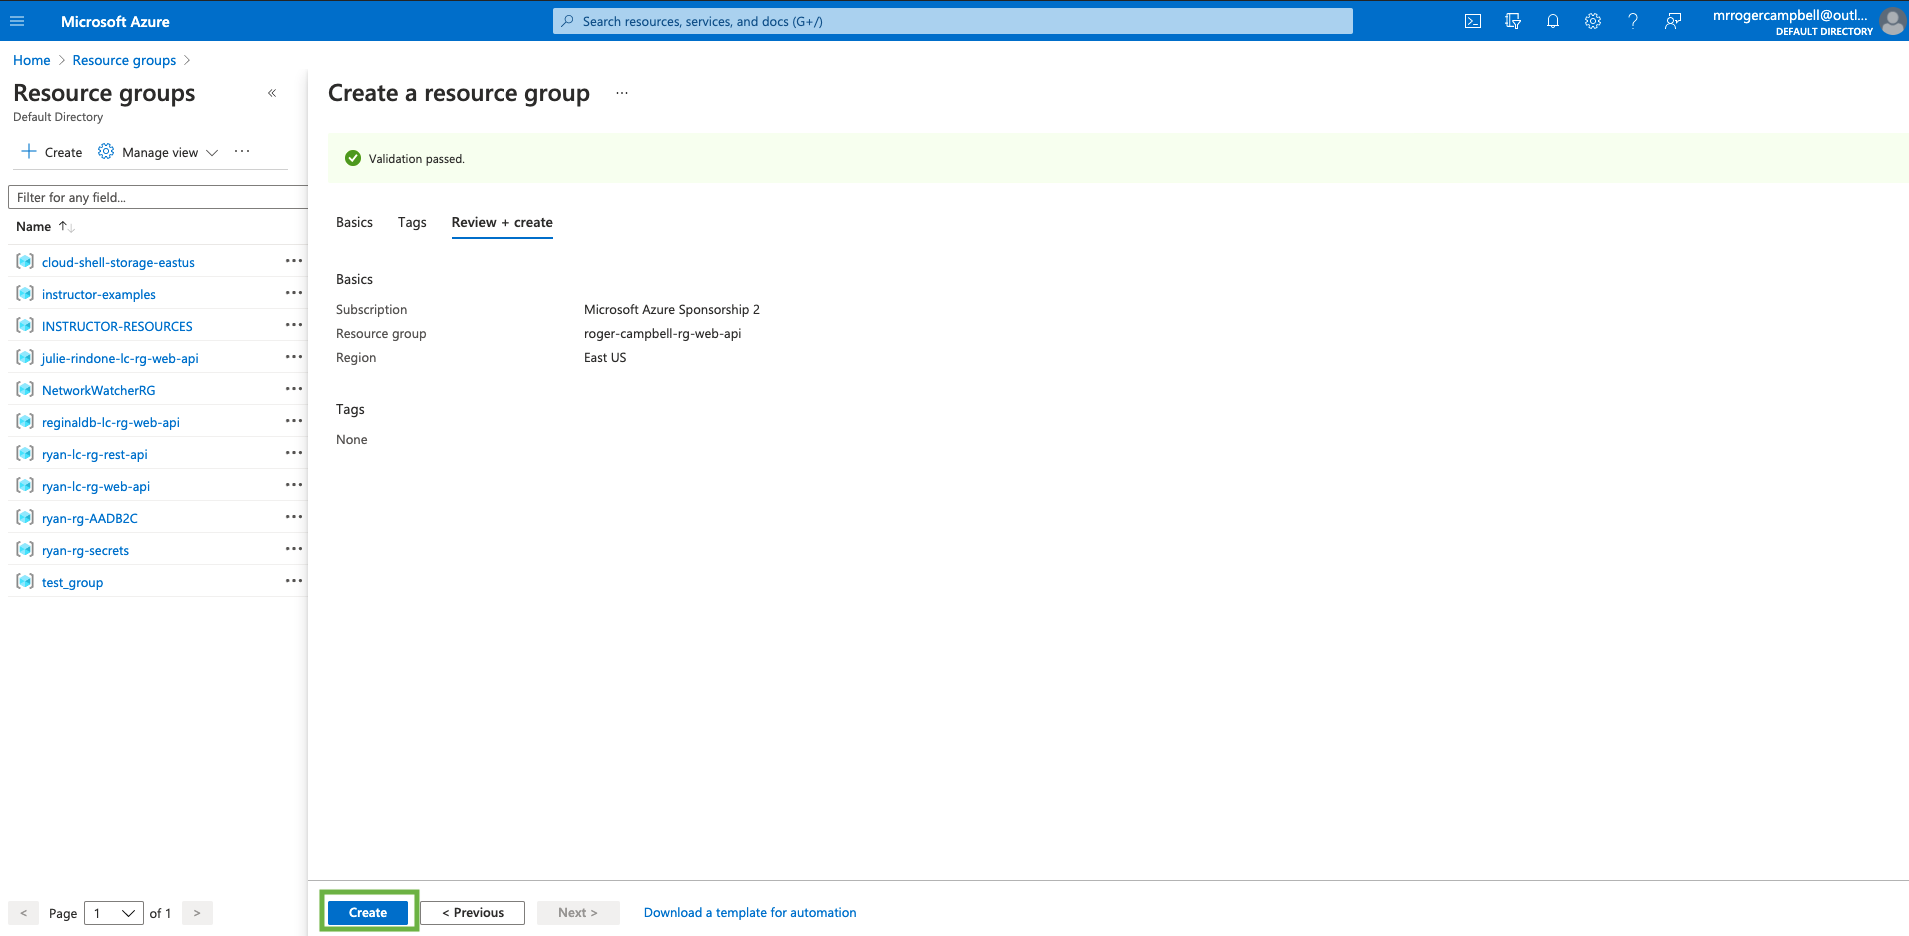 Microsoft Azure
Search resources, services, and docs (G+/)
mrrogercampbell@outl...
DEFAULT DIRECTORY
Home > Resource groups >
Resource groups
«
Default Directory
+ Create Manage view ...
Filter for any field...
Name ↑↓
cloud-shell-storage-eastus ...
instructor-examples ...
INSTRUCTOR-RESOURCES ...
julie-rindone-lc-rg-web-api ...
NetworkWatcherRG ...
reginaldb-lc-rg-web-api ...
ryan-lc-rg-rest-api ...
ryan-lc-rg-web-api ...
ryan-rg-AADB2C ...
ryan-rg-secrets ...
test_group ...
< Page 1 of 1 >
Create a resource group ...
Validation passed.
Basics Tags Review + create
Basics
Subscription Microsoft Azure Sponsorship 2
Resource group roger-campbell-rg-web-api
Region East US
Tags
None
Create < Previous Next > Download a template for automation